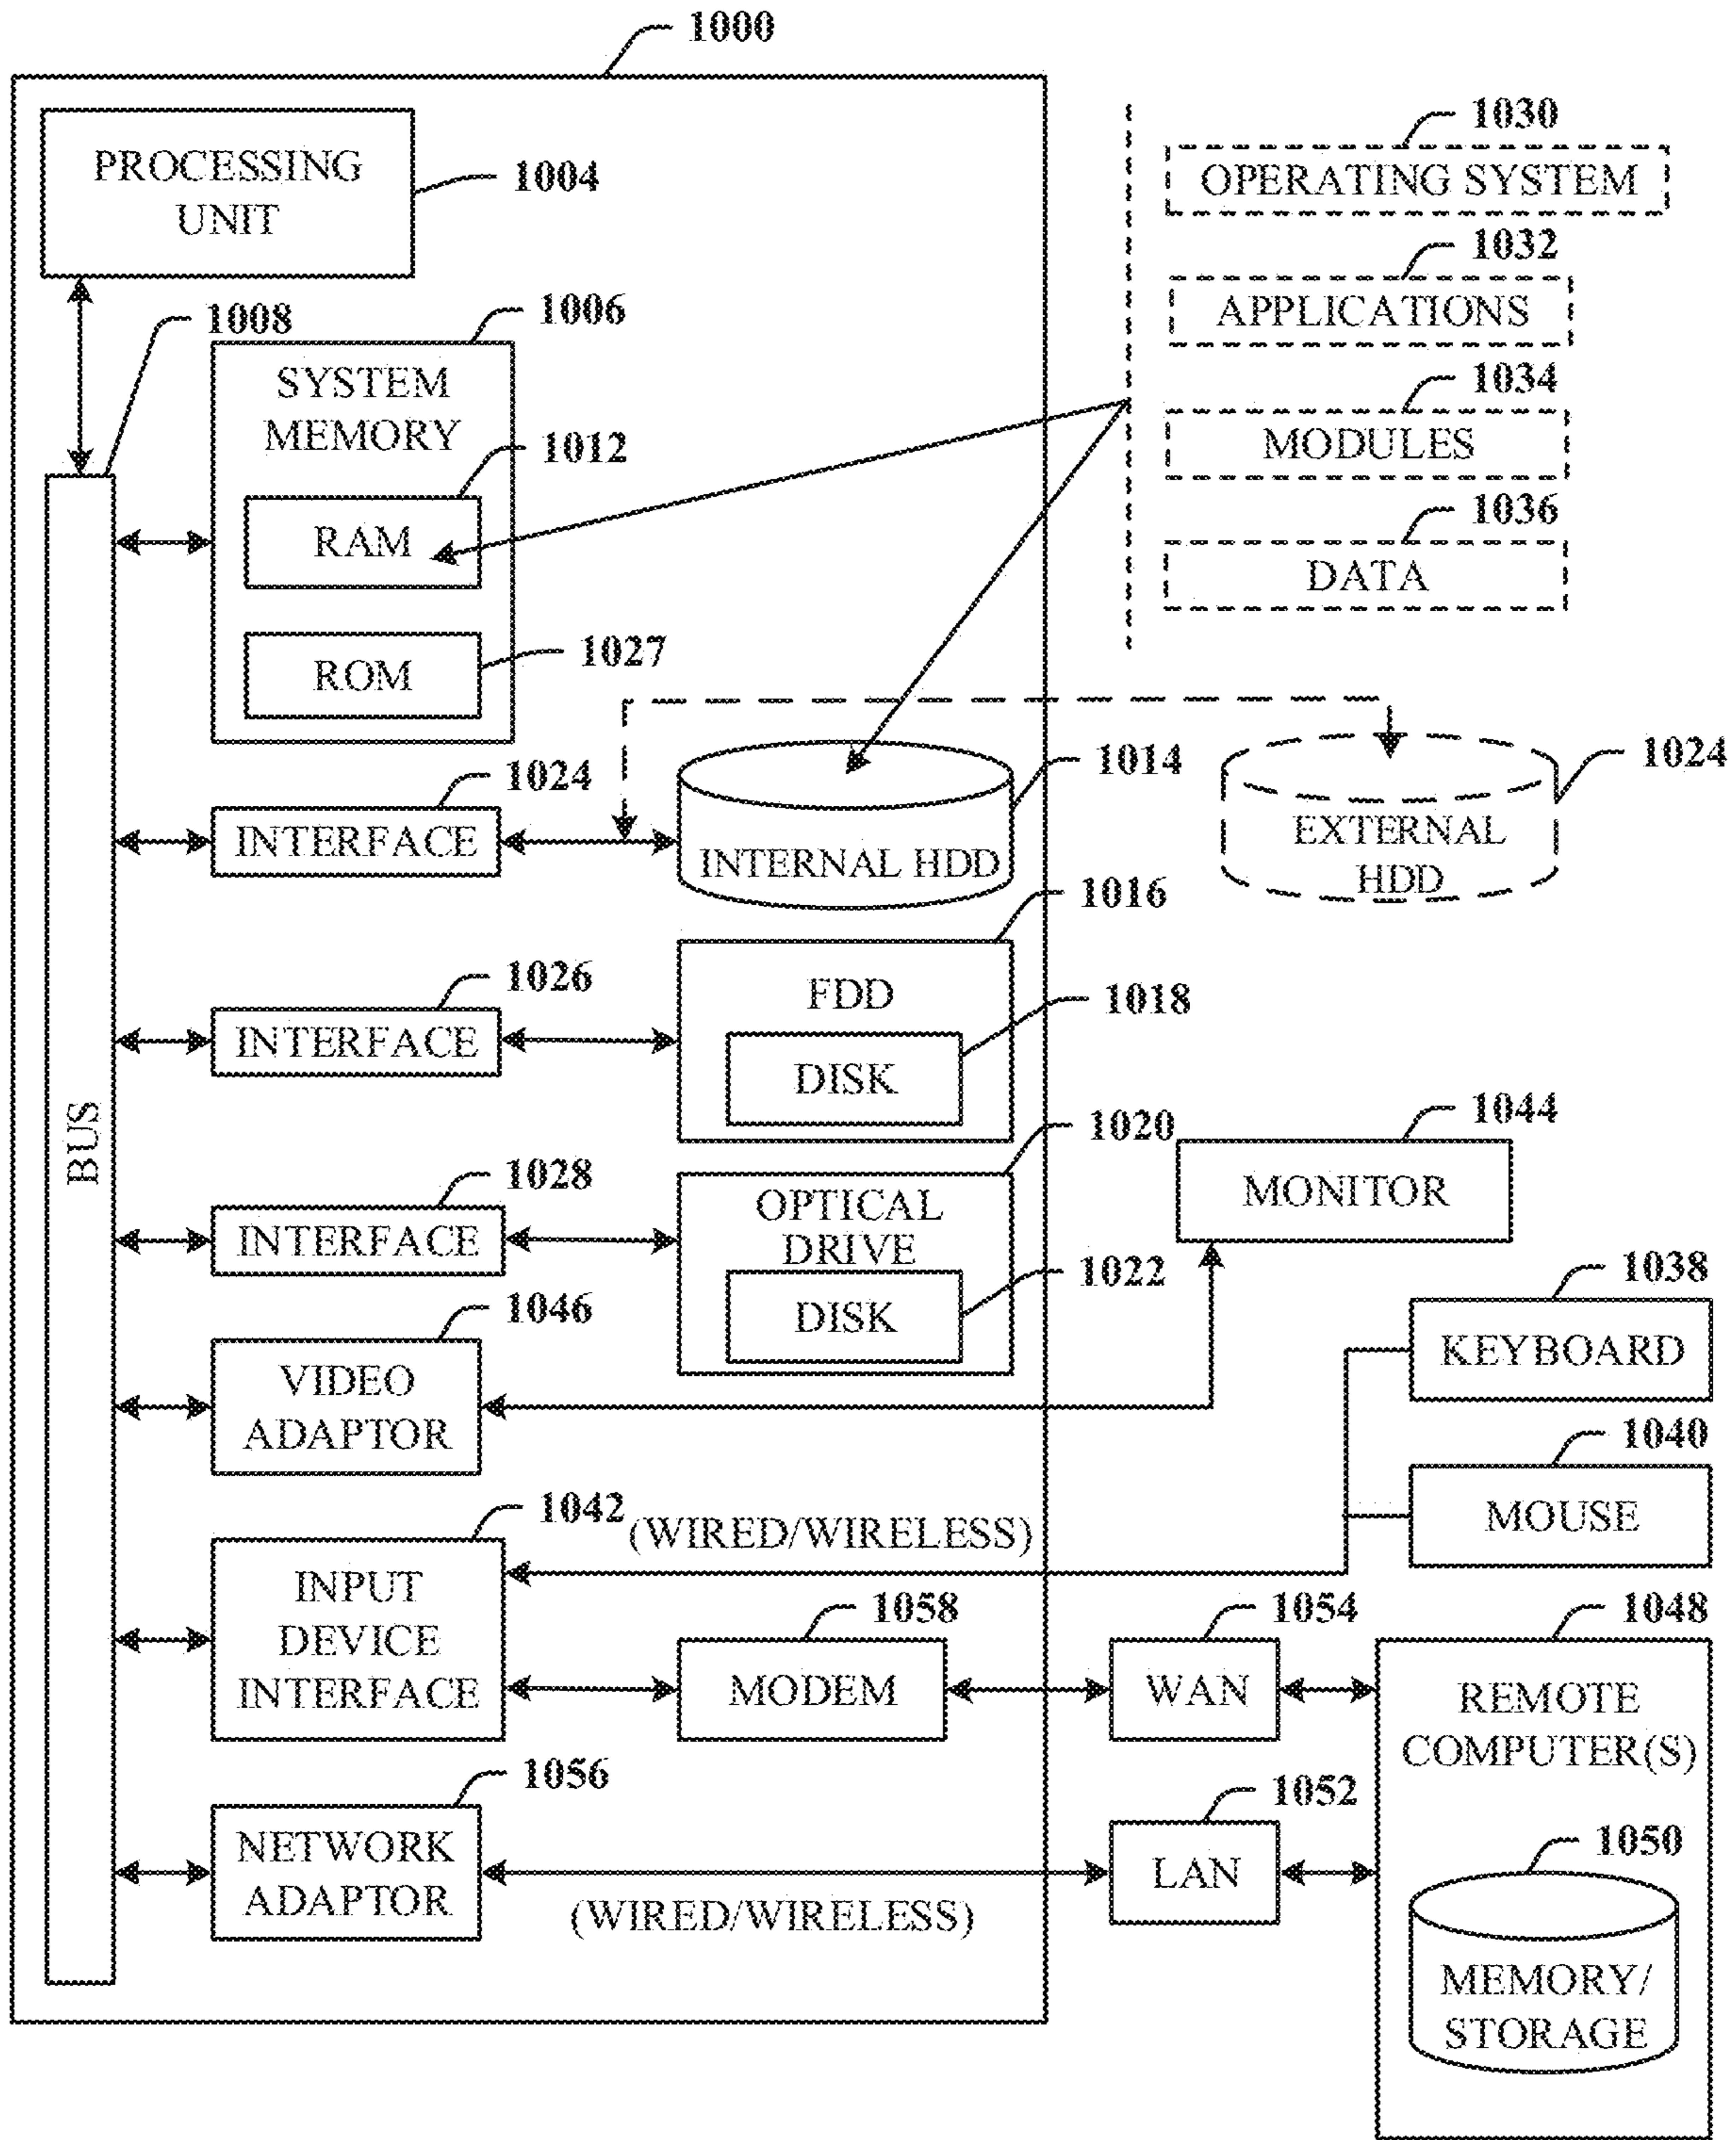 1000
PROCESSING
UNIT
1004
1030
OPERATING SYSTEM
1032
APPLICATIONS
1034
MODULES
1036
DATA
1008
1006
SYSTEM
MEMORY
1012
RAM
1027
ROM
1024
INTERFACE
1014
INTERNAL HDD
1024
EXTERNAL
HDD
1016
FDD
1018
DISK
1026
INTERFACE
BUS
1028
INTERFACE
1020
OPTICAL
DRIVE
1022
DISK
1044
MONITOR
1046
VIDEO
ADAPTOR
1038
KEYBOARD
1040
MOUSE
1042
(WIRED/WIRELESS)
INPUT
DEVICE
INTERFACE
1058
MODEM
1054
WAN
1048
REMOTE
COMPUTER(S)
1056
NETWORK
ADAPTOR
(WIRED/WIRELESS)
1052
LAN
1050
MEMORY/
STORAGE